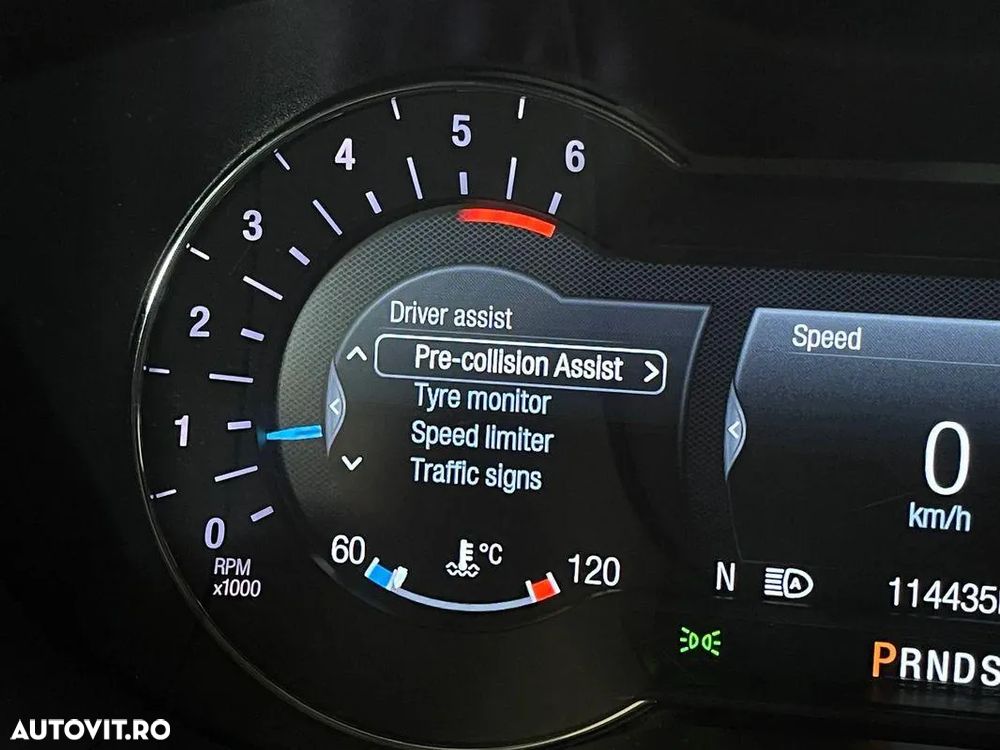 5
4
6
3
2
1
0
RPM
x1000
Driver assist
Pre-collision Assist
Tyre monitor
Speed limiter
Traffic signs
60
°C
120
Speed
0
km/h
N
A
114435
PRNDS
AUTOVIT.RO